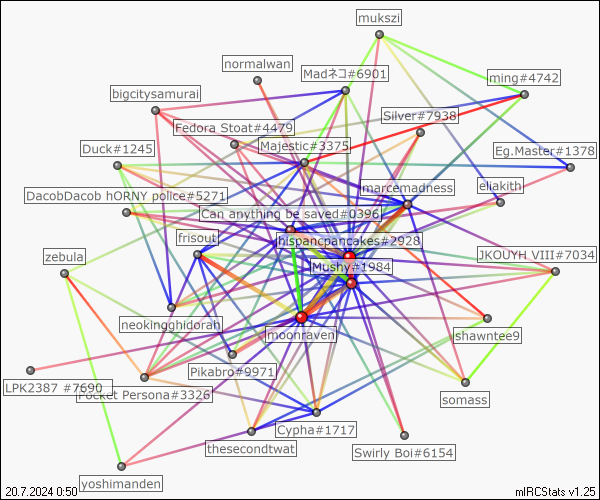 mukszi
normalwan
Madネコ#6901
ming#4742
bigcitysamurai
Silver#7938
Fedora Stoat#4479
Duck#1245
Majestic#3375
Eg.Master#1378
marcemadness
eliakith
DacobDacob hORNY police#5271
Can anything be saved#0396
frisout
hispancpancakes#2928
zebula
JKOUYH_VIII#7034
Mushy#1984
neokingghidorah
moonraven
shawntee9
Pikabro#9971
LPK2387 #7690
Pocket Persona#3326
somass
Cypha#1717
thesecondtwat
Swirly Boi#6154
yoshimanden
20.7.2024 0:50
mIRCStats v1.25